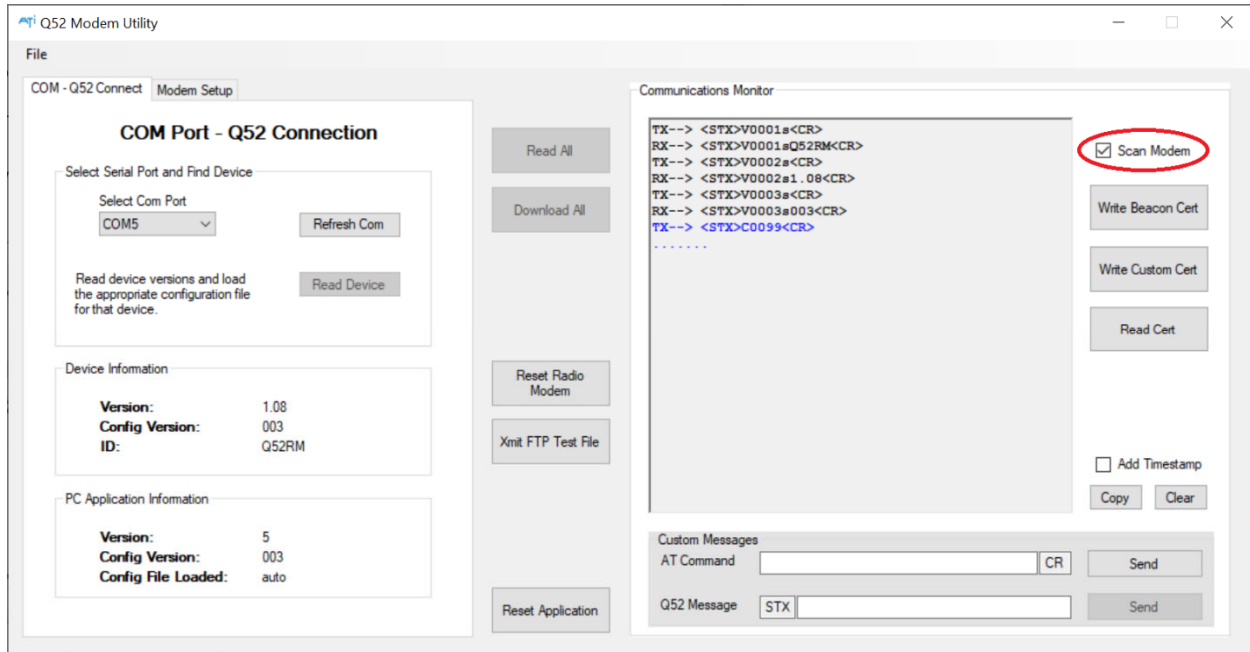 ATi Q52 Modem Utility
File
COM - Q52 Connect
Modem Setup
COM Port - Q52 Connection
Select Serial Port and Find Device
Select Com Port
COM5
Refresh Com
Read device versions and load
the appropriate configuration file
for that device.
Read Device
Device Information
Version: 1.08
Config Version: 003
ID: Q52RM
PC Application Information
Version: 5
Config Version: 003
Config File Loaded: auto
Read All
Download All
Reset Radio
Modem
Xmit FTP Test File
Reset Application
Communications Monitor
TX--> <STX>V0001s<CR>
RX--> <STX>V0001sQ52RM<CR>
TX--> <STX>V0002s<CR>
RX--> <STX>V0002s1.08<CR>
TX--> <STX>V0003s<CR>
RX--> <STX>V0003s003<CR>
TX--> <STX>C0099<CR>
.......
Scan Modem
Write Beacon Cert
Write Custom Cert
Read Cert
Add Timestamp
Copy
Clear
Custom Messages
AT Command
CR
Send
Q52 Message
STX
Send